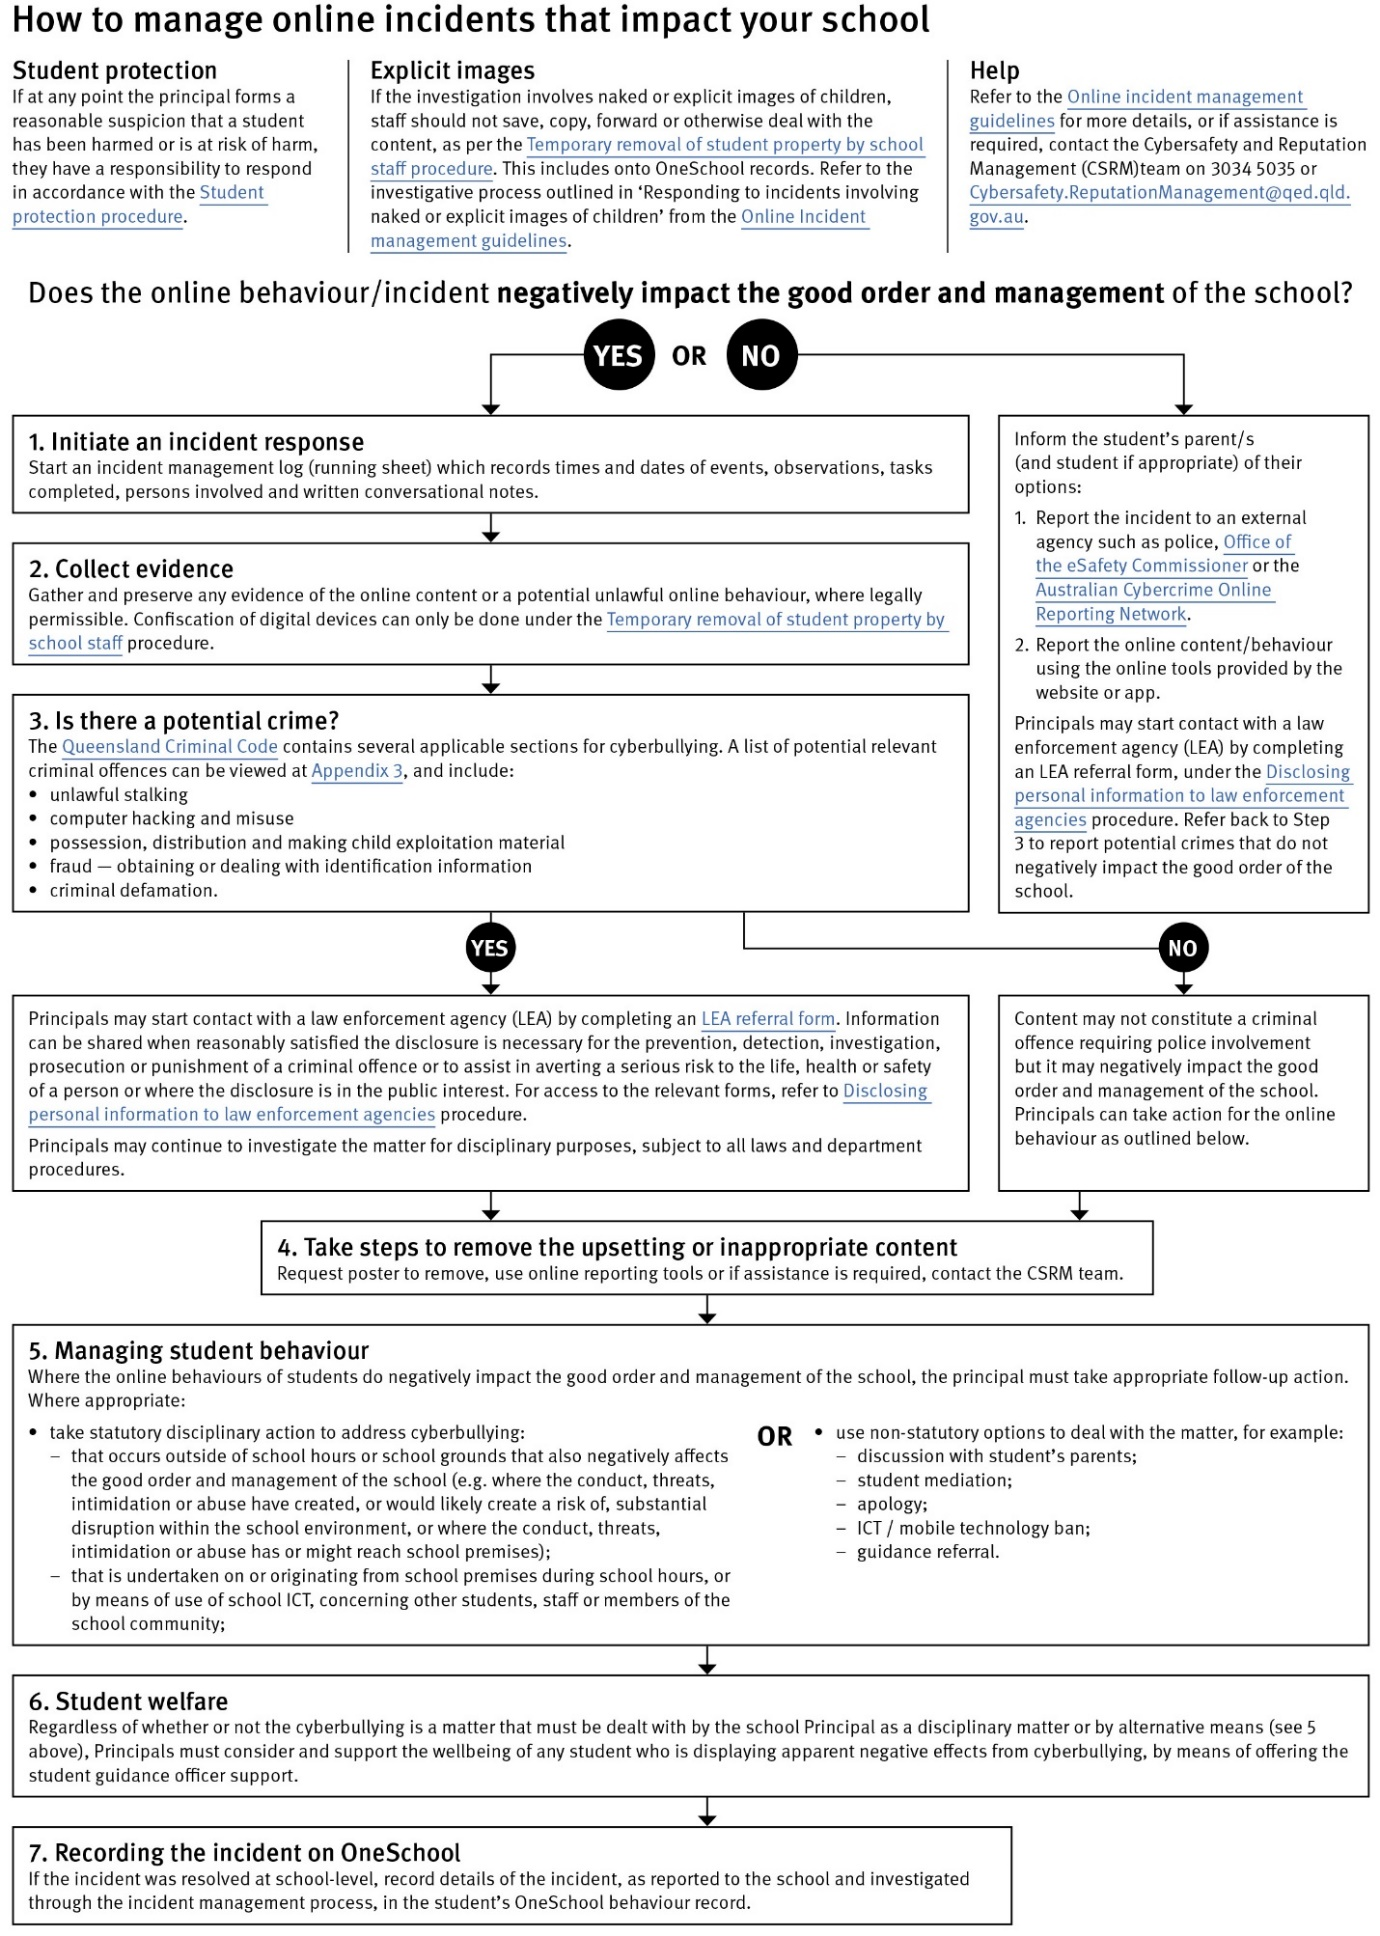 How to manage online incidents that impact your school
Student protection
If at any point the principal forms a
reasonable suspicion that a student
has been harmed or is at risk of harm,
they have a responsibility to respond
in accordance with the Student
protection procedure.
Explicit images
If the investigation involves naked or explicit images of children,
staff should not save, copy, forward or otherwise deal with the
content, as per the Temporary removal of student property by school
staff procedure. This includes onto OneSchool records. Refer to the
investigative process outlined in ‘Responding to incidents involving
naked or explicit images of children’ from the Online Incident
management guidelines.
Help
Refer to the Online incident management
guidelines for more details, or if assistance is
required, contact the Cybersafety and Reputation
Management (CSRM)team on 3034 5035 or
Cybersafety.ReputationManagement@qed.qld.
gov.au.
Does the online behaviour/incident negatively impact the good order and management of the school?
YES OR NO
1. Initiate an incident response
Start an incident management log (running sheet) which records times and dates of events, observations, tasks
completed, persons involved and written conversational notes.
2. Collect evidence
Gather and preserve any evidence of the online content or a potential unlawful online behaviour, where legally
permissible. Confiscation of digital devices can only be done under the Temporary removal of student property by
school staff procedure.
3. Is there a potential crime?
The Queensland Criminal Code contains several applicable sections for cyberbullying. A list of potential relevant
criminal offences can be viewed at Appendix 3, and include:
• unlawful stalking
• computer hacking and misuse
• possession, distribution and making child exploitation material
• fraud — obtaining or dealing with identification information
• criminal defamation.
Inform the student’s parent/s
(and student if appropriate) of their
options:
1. Report the incident to an external
agency such as police, Office of
the eSafety Commissioner or the
Australian Cybercrime Online
Reporting Network.
2. Report the online content/behaviour
using the online tools provided by the
website or app.
Principals may start contact with a law
enforcement agency (LEA) by completing
an LEA referral form, under the Disclosing
personal information to law enforcement
agencies procedure. Refer back to Step
3 to report potential crimes that do not
negatively impact the good order of the
school.
YES
NO
Principals may start contact with a law enforcement agency (LEA) by completing an LEA referral form. Information
can be shared when reasonably satisfied the disclosure is necessary for the prevention, detection, investigation,
prosecution or punishment of a criminal offence or to assist in averting a serious risk to the life, health or safety
of a person or where the disclosure is in the public interest. For access to the relevant forms, refer to Disclosing
personal information to law enforcement agencies procedure.
Principals may continue to investigate the matter for disciplinary purposes, subject to all laws and department
procedures.
Content may not constitute a criminal
offence requiring police involvement
but it may negatively impact the good
order and management of the school.
Principals can take action for the online
behaviour as outlined below.
4. Take steps to remove the upsetting or inappropriate content
Request poster to remove, use online reporting tools or if assistance is required, contact the CSRM team.
5. Managing student behaviour
Where the online behaviours of students do negatively impact the good order and management of the school, the principal must take appropriate follow-up action.
Where appropriate:
• take statutory disciplinary action to address cyberbullying:
– that occurs outside of school hours or school grounds that also negatively affects
the good order and management of the school (e.g. where the conduct, threats,
intimidation or abuse have created, or would likely create a risk of, substantial
disruption within the school environment, or where the conduct, threats,
intimidation or abuse has or might reach school premises);
– that is undertaken on or originating from school premises during school hours, or
by means of use of school ICT, concerning other students, staff or members of the
school community;
OR
• use non-statutory options to deal with the matter, for example:
– discussion with student’s parents;
– student mediation;
– apology;
– ICT / mobile technology ban;
– guidance referral.
6. Student welfare
Regardless of whether or not the cyberbullying is a matter that must be dealt with by the school Principal as a disciplinary matter or by alternative means (see 5
above), Principals must consider and support the wellbeing of any student who is displaying apparent negative effects from cyberbullying, by means of offering the
student guidance officer support.
7. Recording the incident on OneSchool
If the incident was resolved at school-level, record details of the incident, as reported to the school and investigated
through the incident management process, in the student’s OneSchool behaviour record.